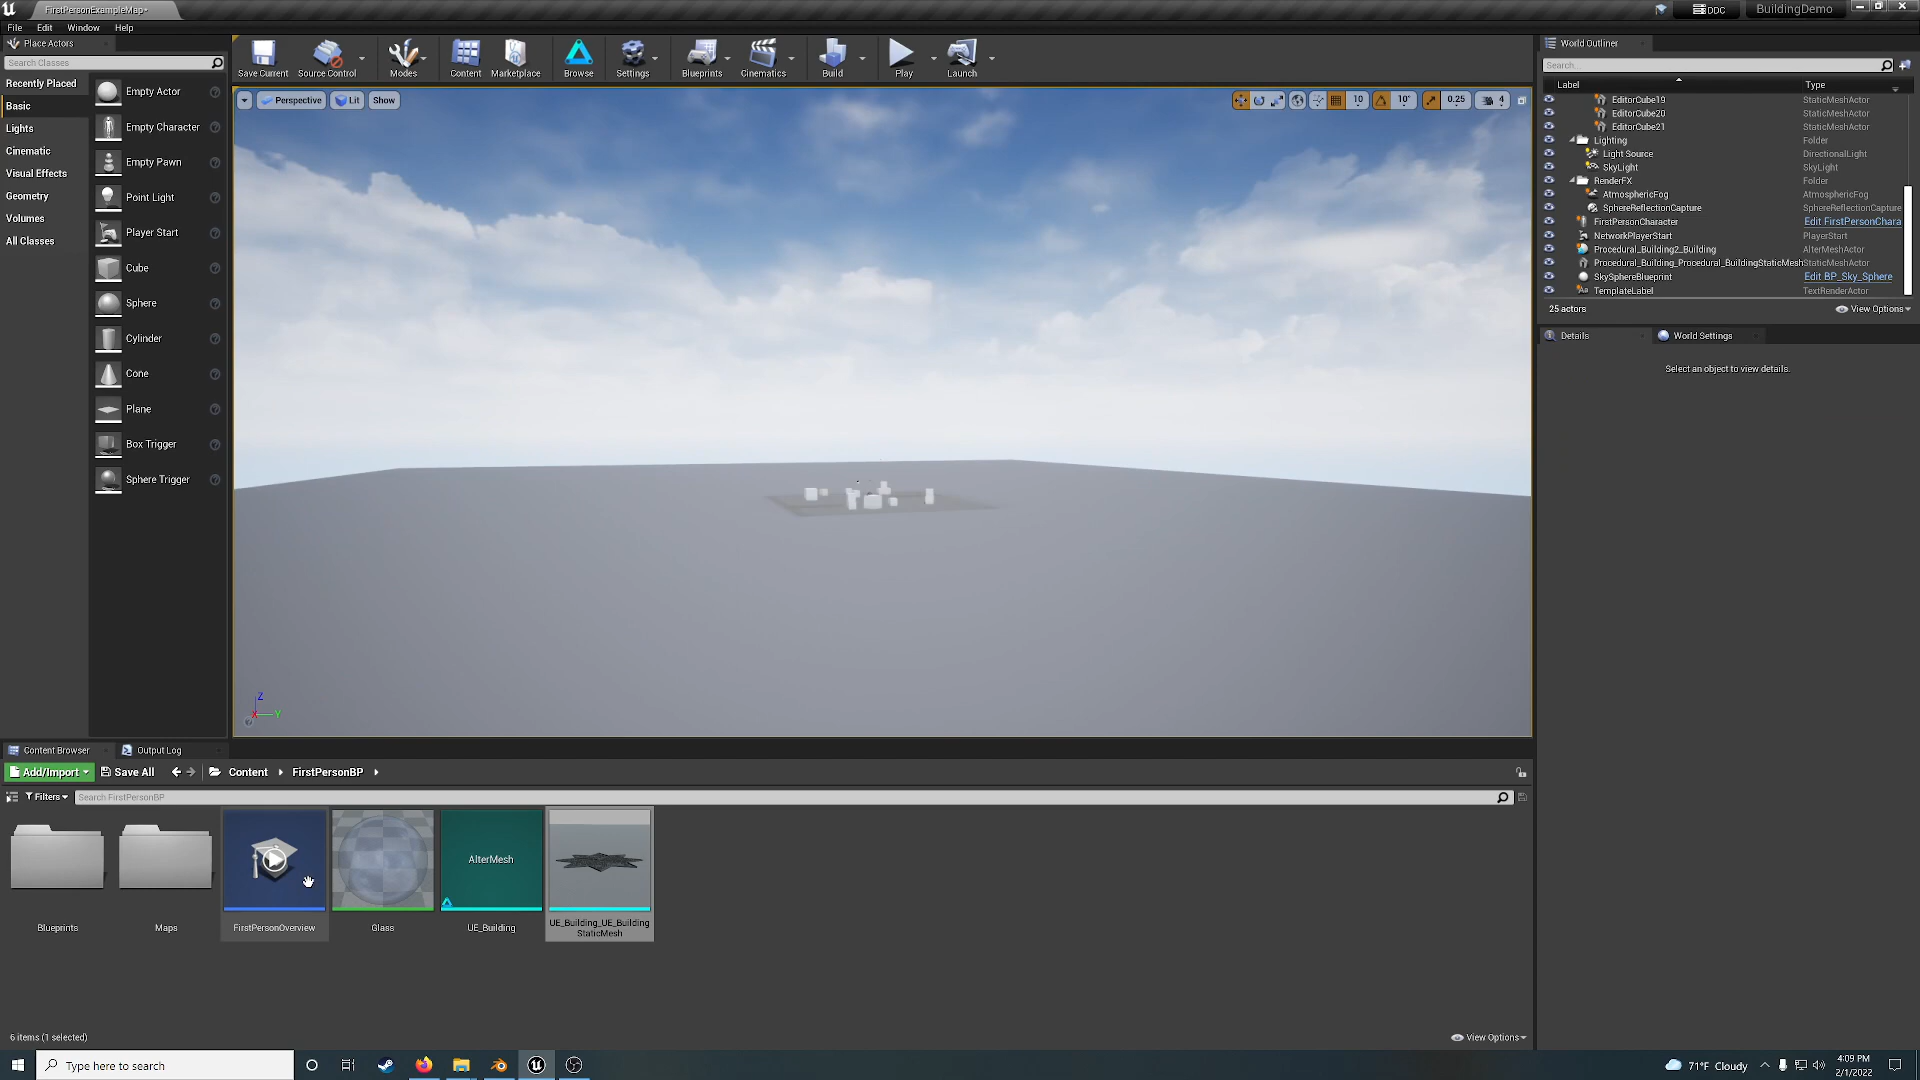 FirstPersonExampleMap*
DDC
BuildingDemo
File Edit Window Help
Place Actors
Search Classes
Recently Placed
Basic
Lights
Cinematic
Visual Effects
Geometry
Volumes
All Classes
Empty Actor
Empty Character
Empty Pawn
Point Light
Player Start
Cube
Sphere
Cylinder
Cone
Plane
Box Trigger
Sphere Trigger
Save Current Source Control Modes Content Marketplace Browse Settings Blueprints Cinematics Build Play Launch
Perspective Lit Show
10 10° 0.25 4
Z
X Y
World Outliner
Search...
Label Type
EditorCube19 StaticMeshActor
EditorCube20 StaticMeshActor
EditorCube21 StaticMeshActor
Lighting Folder
Light Source DirectionalLight
SkyLight SkyLight
RenderFX Folder
AtmosphericFog AtmosphericFog
SphereReflectionCapture SphereReflectionCapture
FirstPersonCharacter Edit FirstPersonChara
NetworkPlayerStart PlayerStart
Procedural_Building2_Building AlterMeshActor
Procedural_Building_Procedural_BuildingStaticMesh StaticMeshActor
SkySphereBlueprint Edit BP_Sky_Sphere
TemplateLabel TextRenderActor
25 actors View Options
Details World Settings
Select an object to view details.
Content Browser Output Log
Add/Import Save All Content FirstPersonBP
Filters Search FirstPersonBP
AlterMesh
Blueprints
Maps
FirstPersonOverview
Glass
UE_Building
UE_Building_UE_Building
StaticMesh
6 items (1 selected)
View Options
Type here to search
71°F Cloudy
4:09 PM
2/1/2022